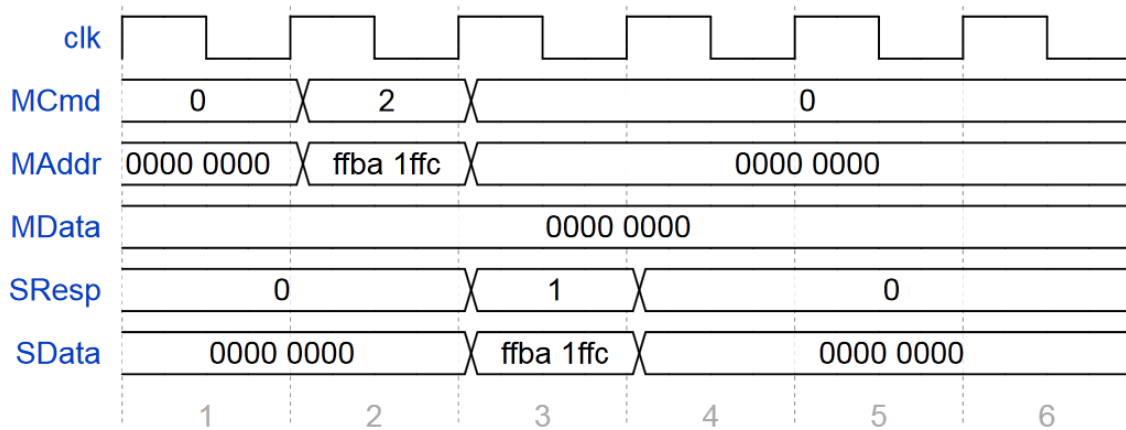 clk
MCmd 0 2 0
MAddr 0000 0000 ffba 1ffc 0000 0000
MData 0000 0000
SResp 0 1 0
SData 0000 0000 ffba 1ffc 0000 0000
1 2 3 4 5 6